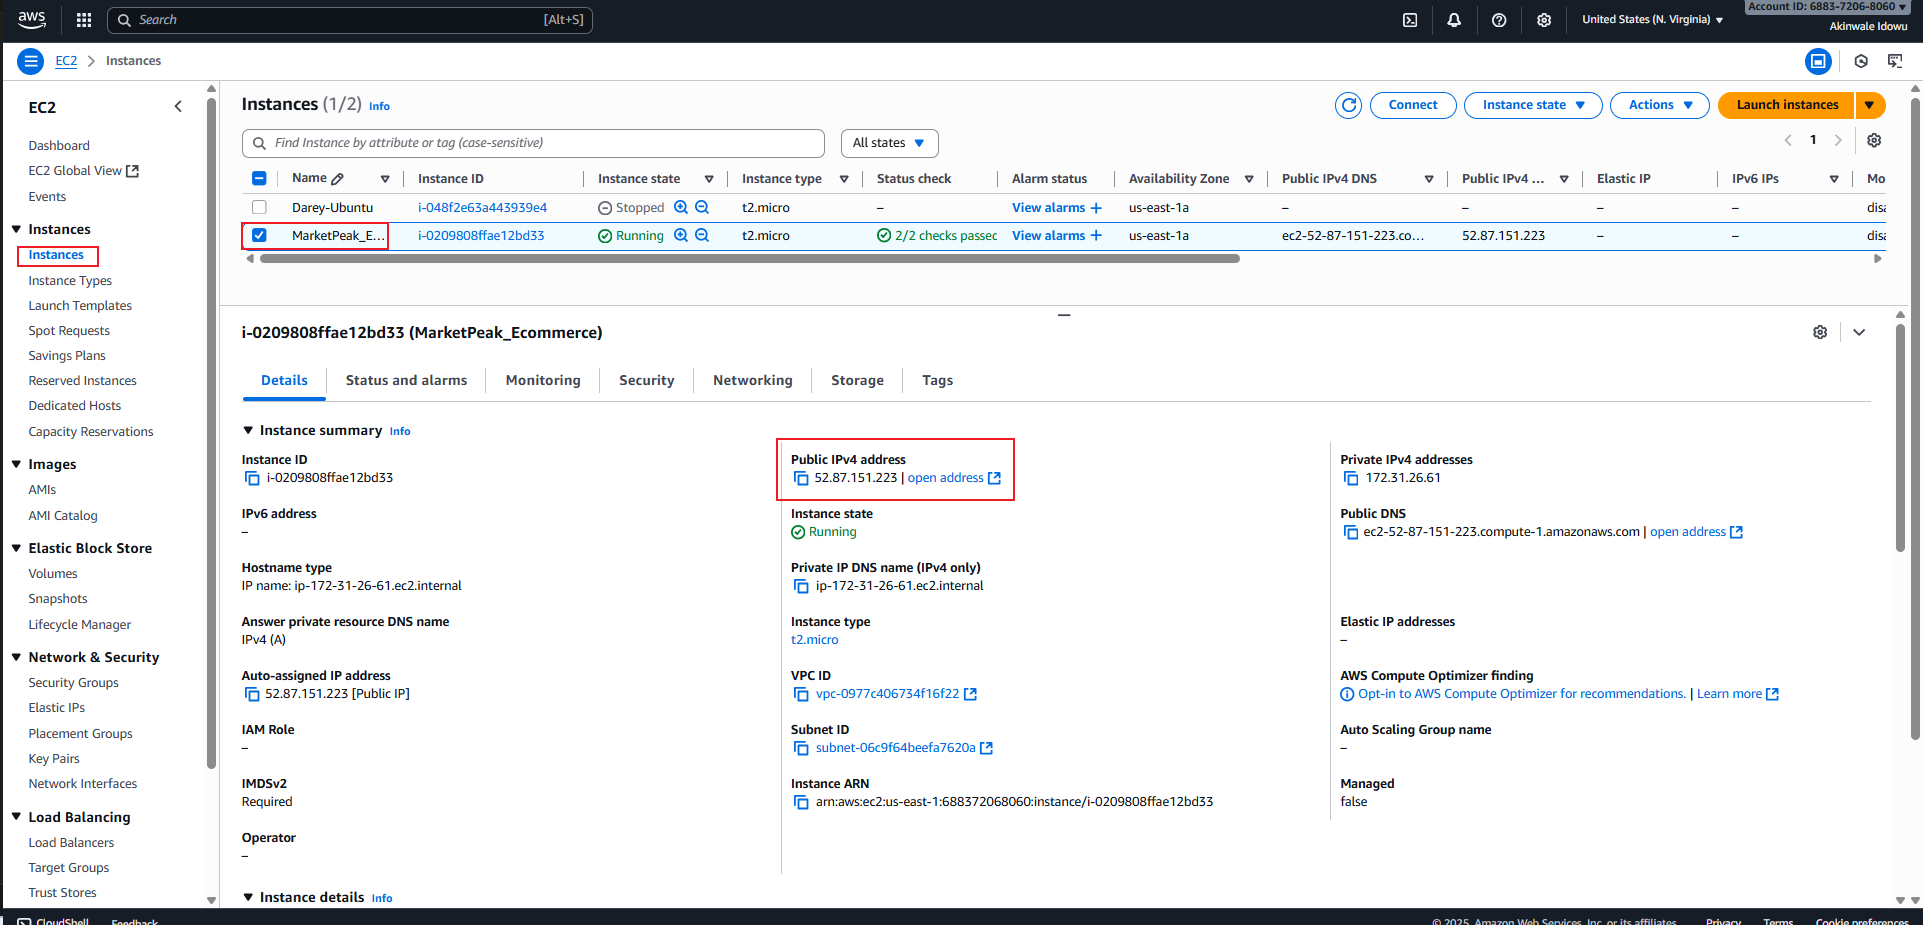 aws
Search [Alt+S]
United States (N. Virginia)
Account ID: 6883-7206-8060
Akinwale Idowu
EC2 Instances
EC2
Dashboard
EC2 Global View
Events
Instances
Instances
Instance Types
Launch Templates
Spot Requests
Savings Plans
Reserved Instances
Dedicated Hosts
Capacity Reservations
Images
AMIs
AMI Catalog
Elastic Block Store
Volumes
Snapshots
Lifecycle Manager
Network & Security
Security Groups
Elastic IPs
Placement Groups
Key Pairs
Network Interfaces
Load Balancing
Load Balancers
Target Groups
Trust Stores
Instances (1/2) Info
Connect
Instance state
Actions
Launch instances
Find Instance by attribute or tag (case-sensitive)
All states
1
Name Instance ID Instance state Instance type Status check Alarm status Availability Zone Public IPv4 DNS Public IPv4 ... Elastic IP IPv6 IPs Mo
Darey-Ubuntu i-048f2e63a443939e4 Stopped t2.micro – View alarms + us-east-1a – – – – disa
MarketPeak_E... i-0209808ffae12bd33 Running t2.micro 2/2 checks passed View alarms + us-east-1a ec2-52-87-151-223.co... 52.87.151.223 – – disa
i-0209808ffae12bd33 (MarketPeak_Ecommerce)
Details Status and alarms Monitoring Security Networking Storage Tags
Instance summary Info
Instance ID
i-0209808ffae12bd33
Public IPv4 address
52.87.151.223 | open address
Private IPv4 addresses
172.31.26.61
IPv6 address
–
Instance state
Running
Public DNS
ec2-52-87-151-223.compute-1.amazonaws.com | open address
Hostname type
IP name: ip-172-31-26-61.ec2.internal
Private IP DNS name (IPv4 only)
ip-172-31-26-61.ec2.internal
Answer private resource DNS name
IPv4 (A)
Instance type
t2.micro
Elastic IP addresses
–
Auto-assigned IP address
52.87.151.223 [Public IP]
VPC ID
vpc-0977c406734f16f22
AWS Compute Optimizer finding
Opt-in to AWS Compute Optimizer for recommendations. | Learn more
IAM Role
–
Subnet ID
subnet-06c9f64beefa7620a
Auto Scaling Group name
–
IMDSv2
Required
Instance ARN
arn:aws:ec2:us-east-1:688372068060:instance/i-0209808ffae12bd33
Managed
false
Operator
–
Instance details Info
CloudShell Feedback
© 2025, Amazon Web Services, Inc. or its affiliates. Privacy Terms Cookie preferences